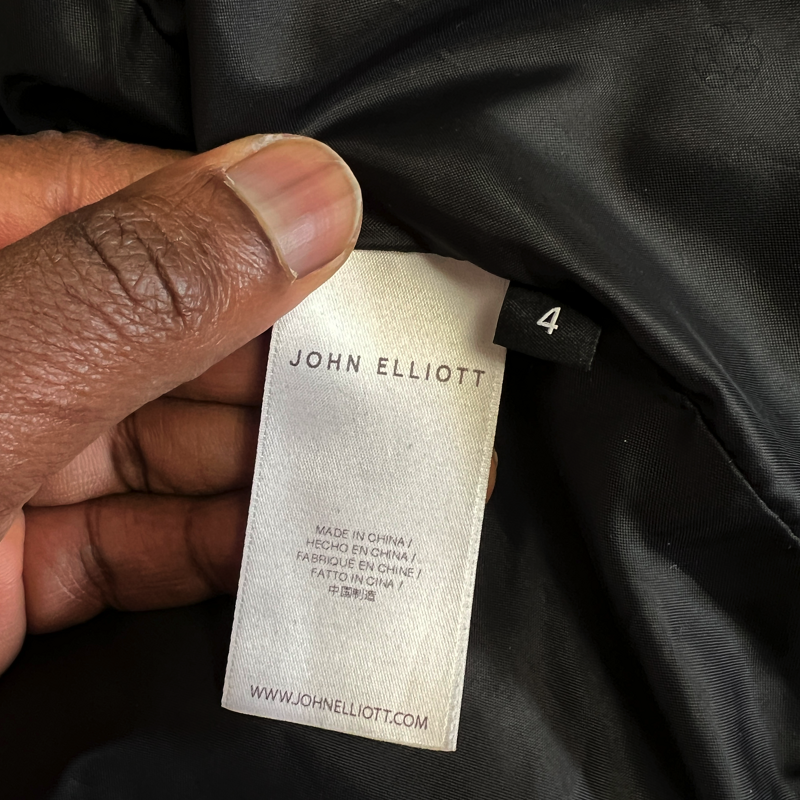 JOHN ELLIOTT
4
MADE IN CHINA /
HECHO EN CHINA /
FABRIQUÉ EN CHINE /
FATTO IN CINA /
中国制造
WWW.JOHNELLIOTT.COM